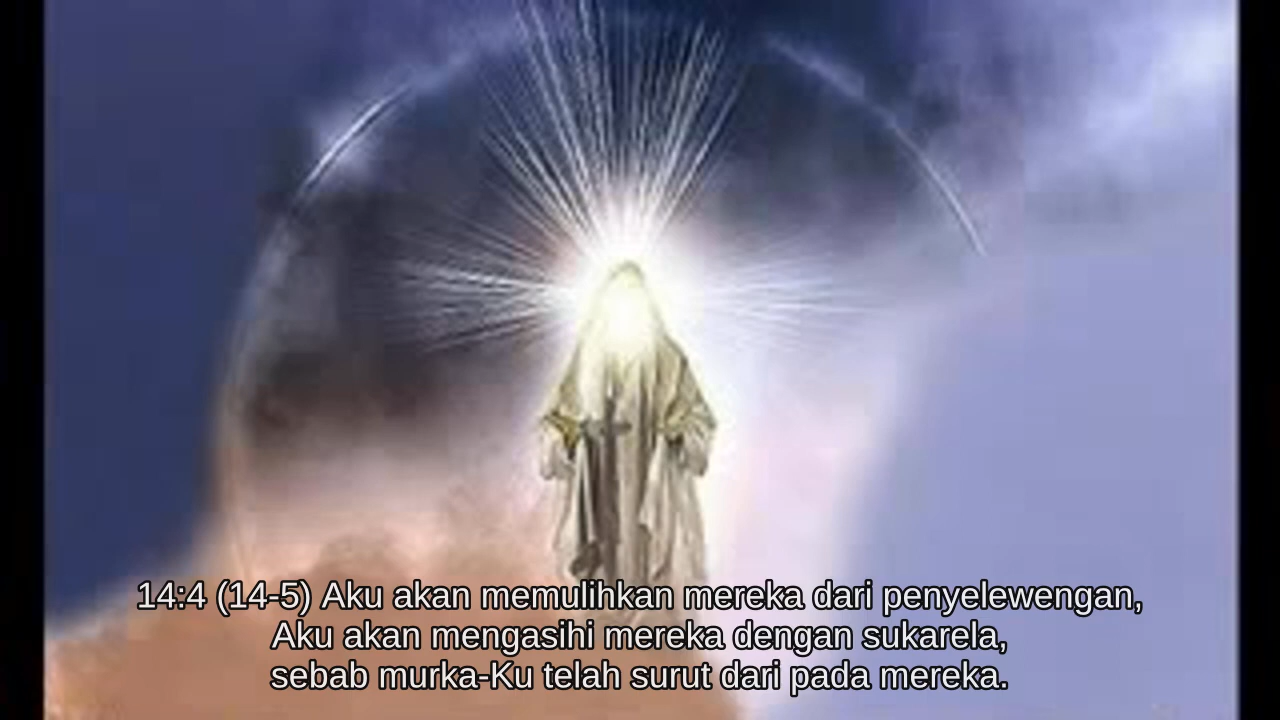 14:4 (14-5) Aku akan memulihkan mereka dari penyelewengan,
Aku akan mengasihi mereka dengan sukarela,
sebab murka-Ku telah surut dari pada mereka.